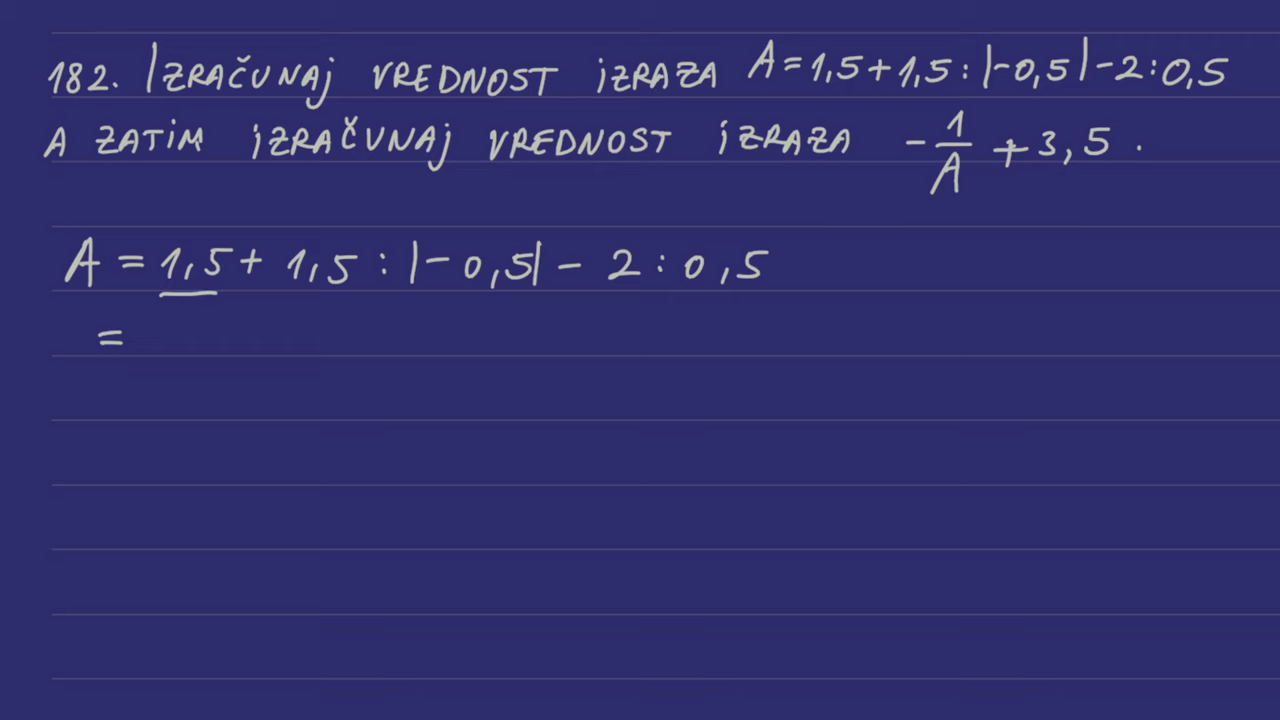 182. IZRAČUNAJ VREDNOST IZRAZA A=1,5+1,5:|-0,5|-2:0,5
A ZATIM IZRAČUNAJ VREDNOST IZRAZA -1/A +3,5.
A = 1,5 + 1,5 : |-0,5| - 2 : 0,5
=